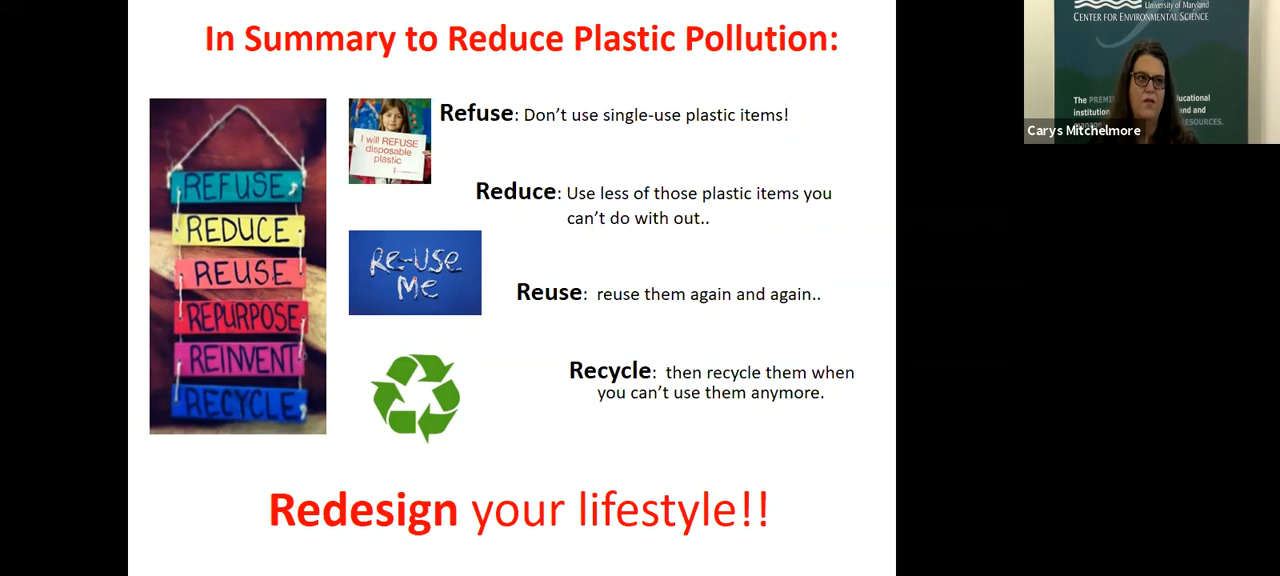 In Summary to Reduce Plastic Pollution:
REFUSE
REDUCE
REUSE
REPURPOSE
REINVENT
RECYCLE
I will REFUSE
disposable
plastic
Refuse: Don't use single-use plastic items!
Reduce: Use less of those plastic items you
can't do with out..
Re-Use
Me
Reuse: reuse them again and again..
Recycle: then recycle them when
you can't use them anymore.
Redesign your lifestyle!!
University of Maryland
CENTER FOR ENVIRONMENTAL SCIENCE
The PREMI
ucational
institution
nd and
RESOURCES.
Carys Mitchelmore